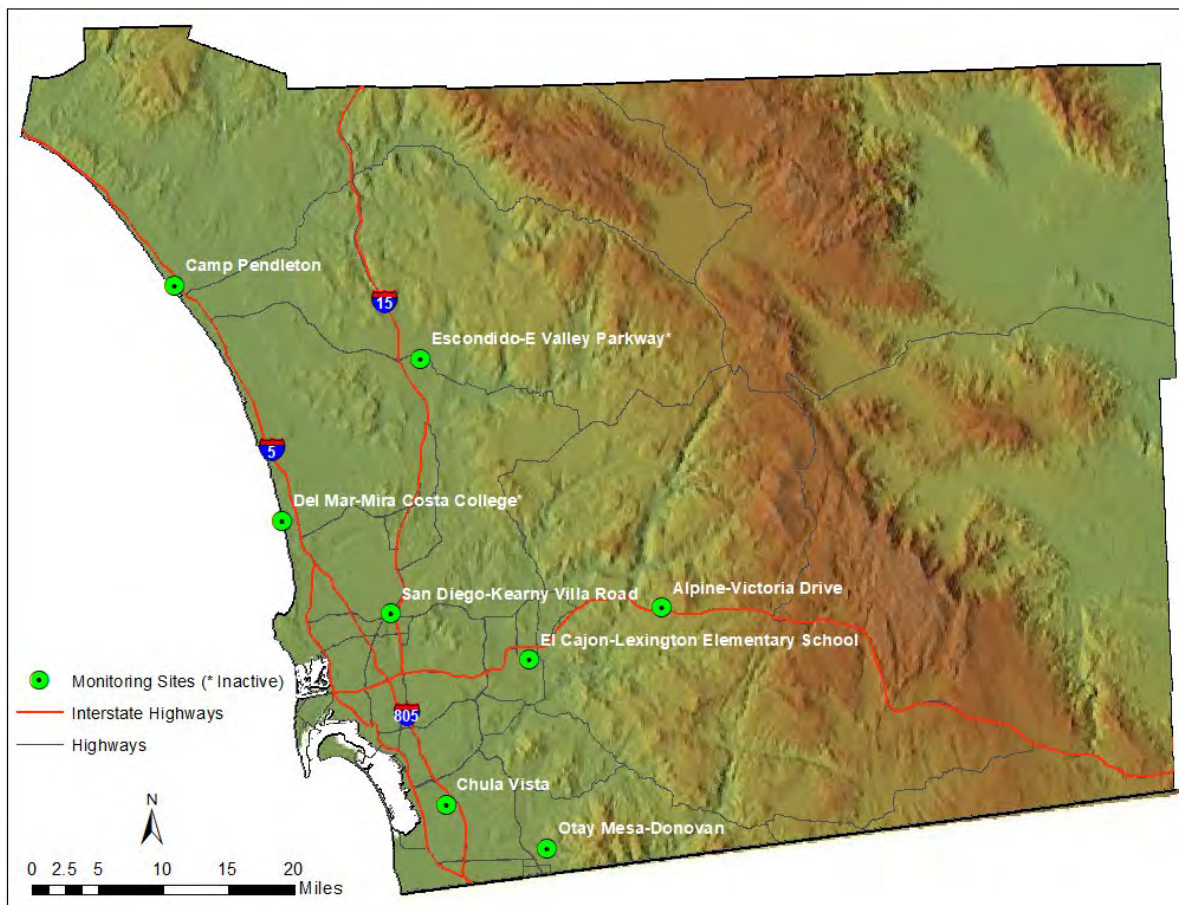 Camp Pendleton
15
Escondido-E Valley Parkway*
5
Del Mar-Mira Costa College*
San Diego-Kearny Villa Road
Alpine-Victoria Drive
El Cajon-Lexington Elementary School
Monitoring Sites (* Inactive)
Interstate Highways
805
Highways
Chula Vista
N
Otay Mesa-Donovan
0 2.5 5 10 15 20
Miles